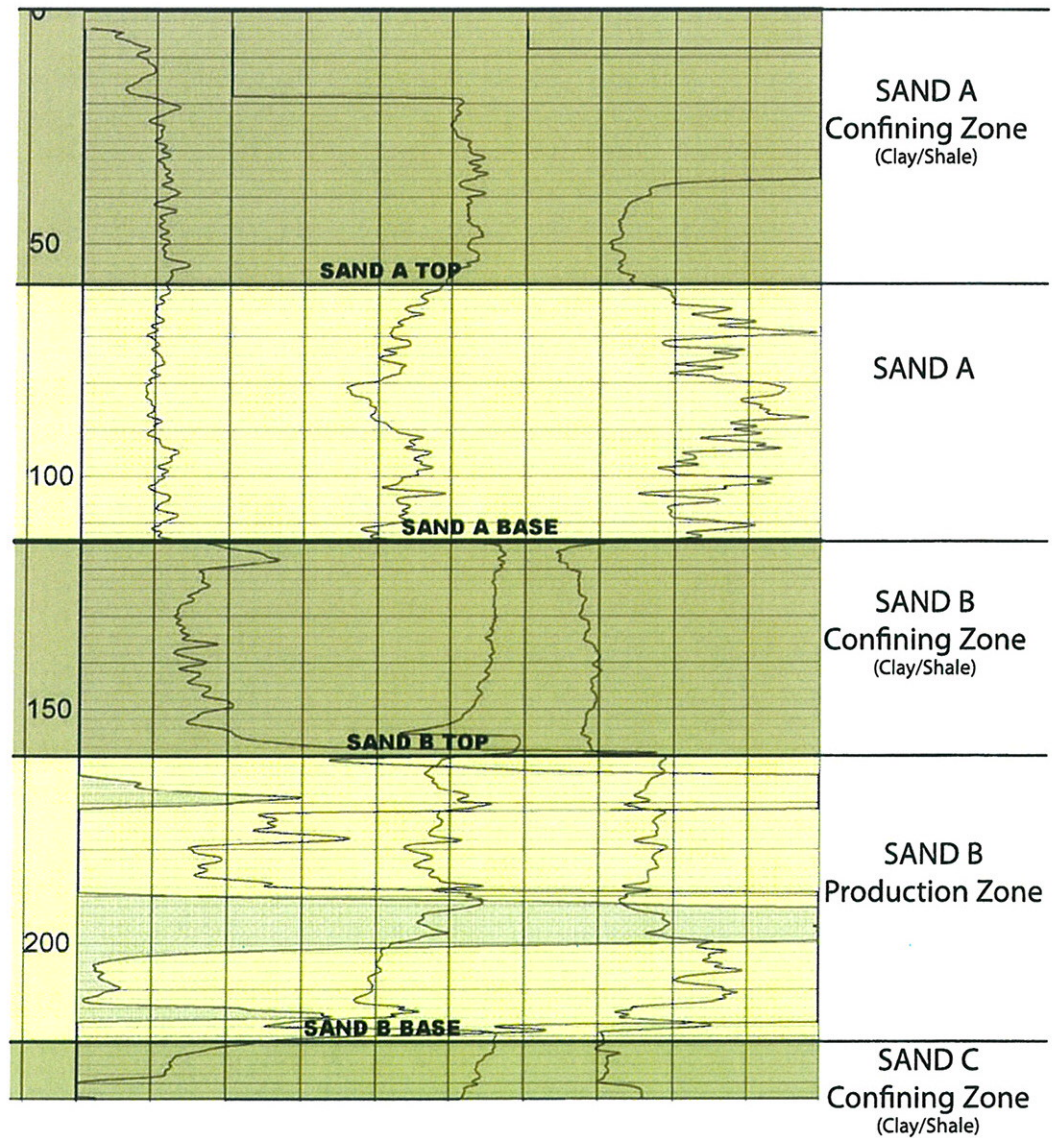 0
SAND A
Confining Zone
(Clay/Shale)
50
SAND A TOP
SAND A
100
SAND A BASE
SAND B
Confining Zone
(Clay/Shale)
150
SAND B TOP
SAND B
Production Zone
200
SAND B BASE
SAND C
Confining Zone
(Clay/Shale)